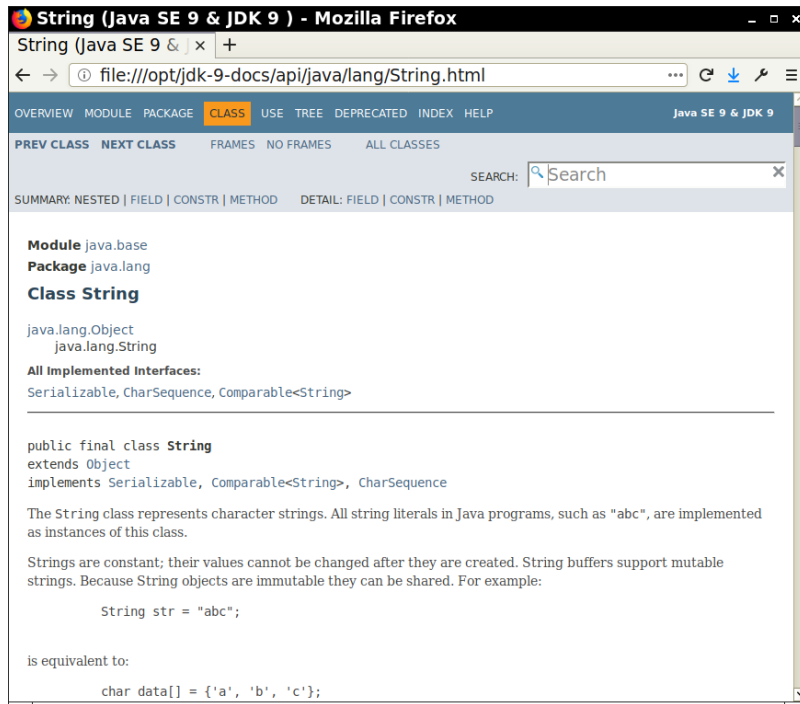 String (Java SE 9 & JDK 9 ) - Mozilla Firefox
String (Java SE 9 & J
file:///opt/jdk-9-docs/api/java/lang/String.html
OVERVIEW MODULE PACKAGE CLASS USE TREE DEPRECATED INDEX HELP Java SE 9 & JDK 9
PREV CLASS NEXT CLASS FRAMES NO FRAMES ALL CLASSES
SEARCH: Search
SUMMARY: NESTED | FIELD | CONSTR | METHOD DETAIL: FIELD | CONSTR | METHOD
Module java.base
Package java.lang
Class String
java.lang.Object
java.lang.String
All Implemented Interfaces:
Serializable, CharSequence, Comparable<String>
public final class String
extends Object
implements Serializable, Comparable<String>, CharSequence
The String class represents character strings. All string literals in Java programs, such as "abc", are implemented
as instances of this class.
Strings are constant; their values cannot be changed after they are created. String buffers support mutable
strings. Because String objects are immutable they can be shared. For example:
String str = "abc";
is equivalent to:
char data[] = {'a', 'b', 'c'};